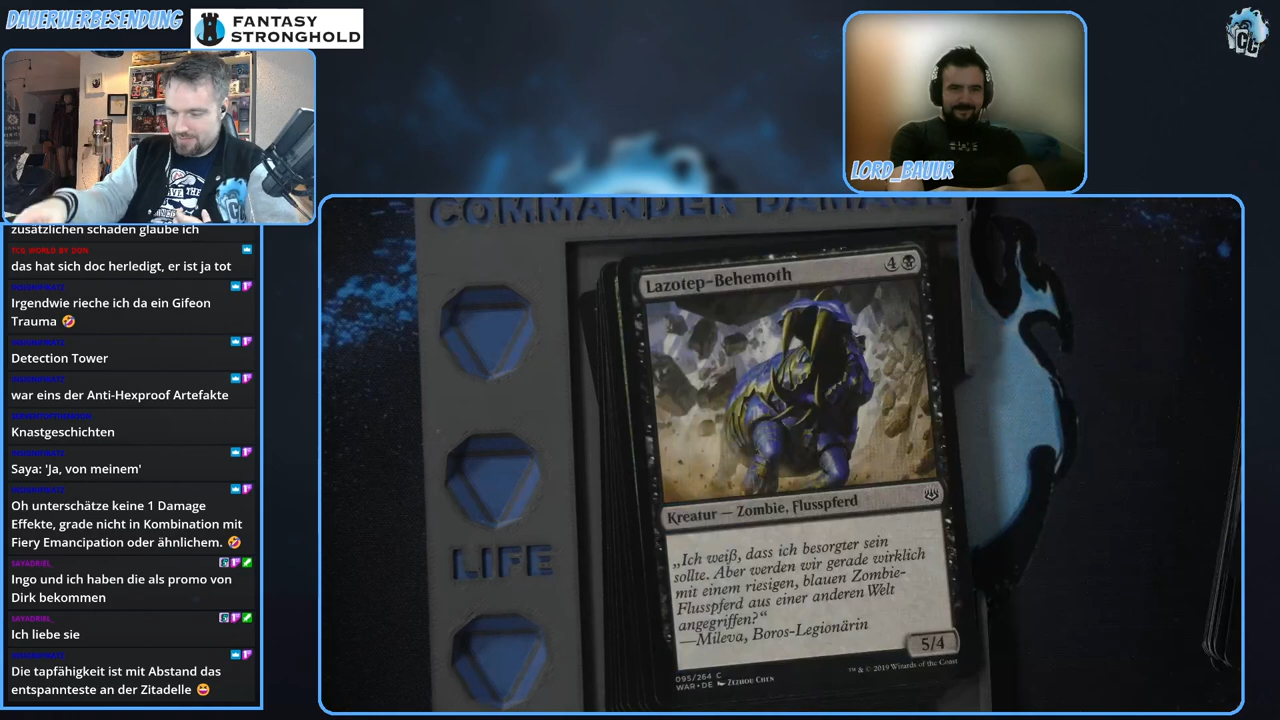 DAUERWERBESENDUNG
FANTASY
STRONGHOLD
LORD_BAUUR
zusätzlichen schaden glaube ich
das hat sich doc herledigt, er ist ja tot
Irgendwie rieche ich da ein Gifeon
Trauma 🤣
Detection Tower
war eins der Anti-Hexproof Artefakte
Knastgeschichten
Saya: 'Ja, von meinem'
Oh unterschätze keine 1 Damage
Effekte, grade nicht in Kombination mit
Fiery Emancipation oder ähnlichem. 🤣
SAYADRIEL_
Ingo und ich haben die als promo von
Dirk bekommen
SAYADRIEL_
Ich liebe sie
Die tapfähigkeit ist mit Abstand das
entspannteste an der Zitadelle 😆
COMMANDER DAMAGE
LIFE
Lazotep-Behemoth
4
Kreatur — Zombie, Flusspferd
„Ich weiß, dass ich besorgter sein
sollte. Aber werden wir gerade wirklich
mit einem riesigen, blauen Zombie-
Flusspferd aus einer anderen Welt
angegriffen?“
—Mileva, Boros-Legionärin
5/4
095/264 C
WAR • DE ZEZHOU CHEN
™ & © 2019 Wizards of the Coast